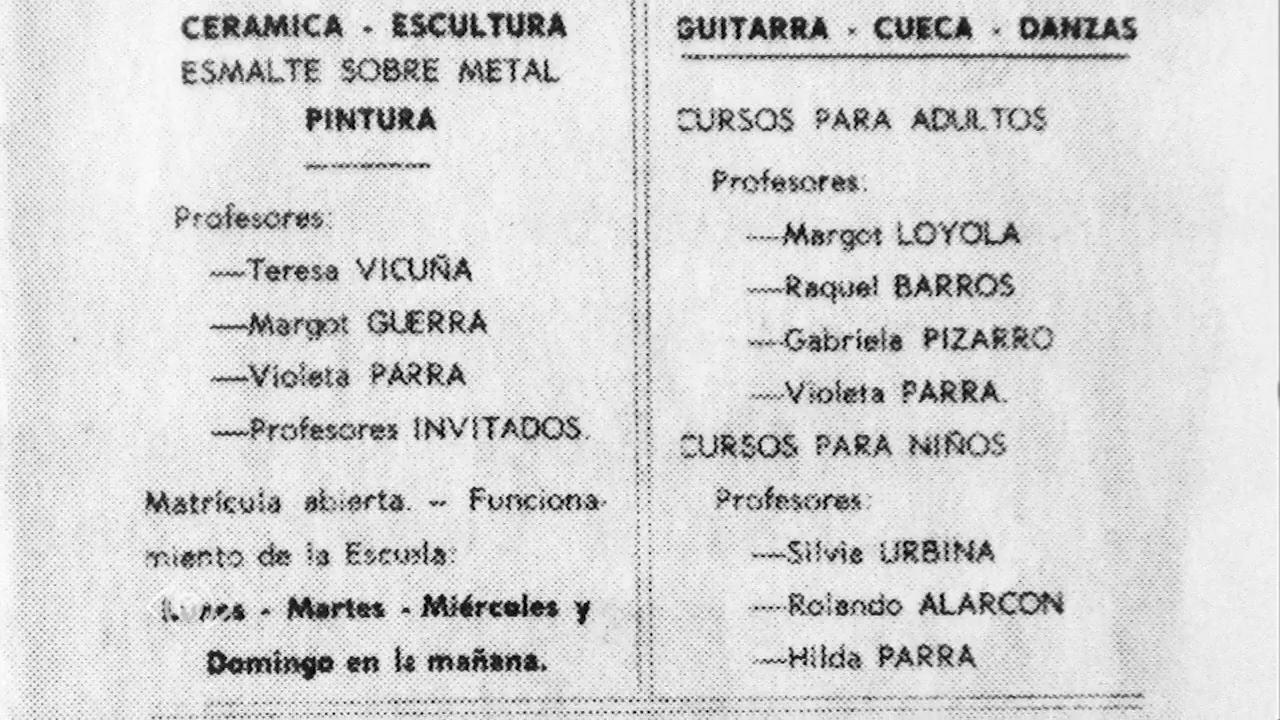 CERAMICA - ESCULTURA
ESMALTE SOBRE METAL
PINTURA
Profesores:
—Teresa VICUÑA
—Margot GUERRA
—Violeta PARRA
—Profesores INVITADOS.
Matrícula abierta. — Funciona-
miento de la Escuela:
Lunes - Martes - Miércoles y
Domingo en la mañana.
GUITARRA - CUECA - DANZAS
CURSOS PARA ADULTOS
Profesores:
—Margot LOYOLA
—Raquel BARROS
—Gabriela PIZARRO
—Violeta PARRA.
CURSOS PARA NIÑOS
Profesores:
—Silvia URBINA
—Rolando ALARCON
—Hilda PARRA